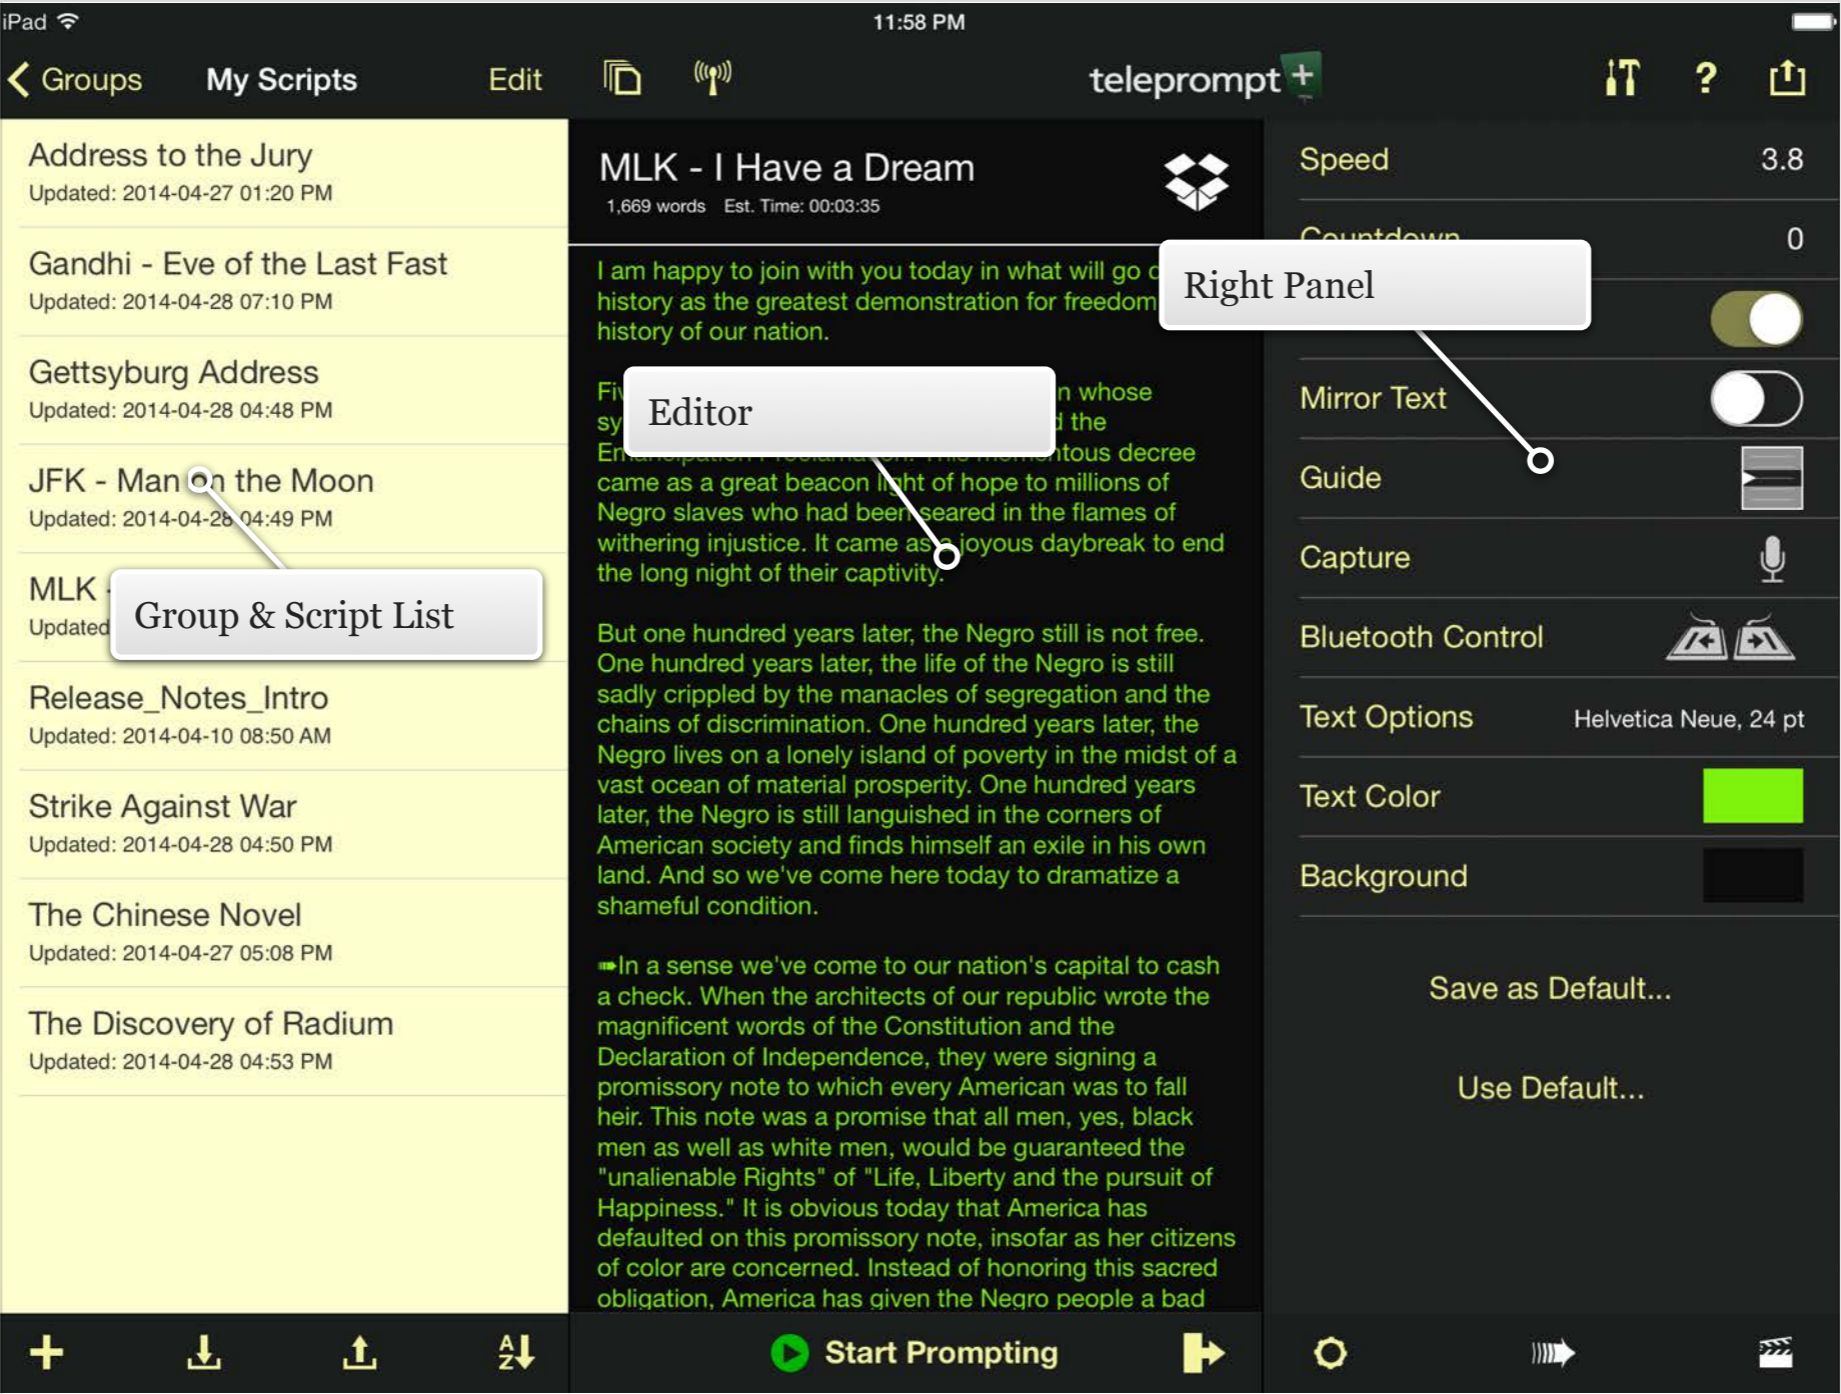 iPad
11:58 PM
Groups
My Scripts
Edit
teleprompt+
Address to the Jury
Updated: 2014-04-27 01:20 PM
Gandhi - Eve of the Last Fast
Updated: 2014-04-28 07:10 PM
Gettsyburg Address
Updated: 2014-04-28 04:48 PM
JFK - Man on the Moon
Updated: 2014-04-28 04:49 PM
MLK -
Updated
Group & Script List
Release_Notes_Intro
Updated: 2014-04-10 08:50 AM
Strike Against War
Updated: 2014-04-28 04:50 PM
The Chinese Novel
Updated: 2014-04-27 05:08 PM
The Discovery of Radium
Updated: 2014-04-28 04:53 PM
MLK - I Have a Dream
1,669 words Est. Time: 00:03:35
I am happy to join with you today in what will go
history as the greatest demonstration for freedom
history of our nation.
whose
the
Editor
decree
came as a great beacon light of hope to millions of
Negro slaves who had been seared in the flames of
withering injustice. It came as a joyous daybreak to end
the long night of their captivity.
But one hundred years later, the Negro still is not free.
One hundred years later, the life of the Negro is still
sadly crippled by the manacles of segregation and the
chains of discrimination. One hundred years later, the
Negro lives on a lonely island of poverty in the midst of a
vast ocean of material prosperity. One hundred years
later, the Negro is still languished in the corners of
American society and finds himself an exile in his own
land. And so we've come here today to dramatize a
shameful condition.
In a sense we've come to our nation's capital to cash
a check. When the architects of our republic wrote the
magnificent words of the Constitution and the
Declaration of Independence, they were signing a
promissory note to which every American was to fall
heir. This note was a promise that all men, yes, black
men as well as white men, would be guaranteed the
"unalienable Rights" of "Life, Liberty and the pursuit of
Happiness." It is obvious today that America has
defaulted on this promissory note, insofar as her citizens
of color are concerned. Instead of honoring this sacred
obligation, America has given the Negro people a bad
Start Prompting
Speed 3.8
Countdown 0
Right Panel
Mirror Text
Guide
Capture
Bluetooth Control
Text Options Helvetica Neue, 24 pt
Text Color
Background
Save as Default...
Use Default...
A
Z